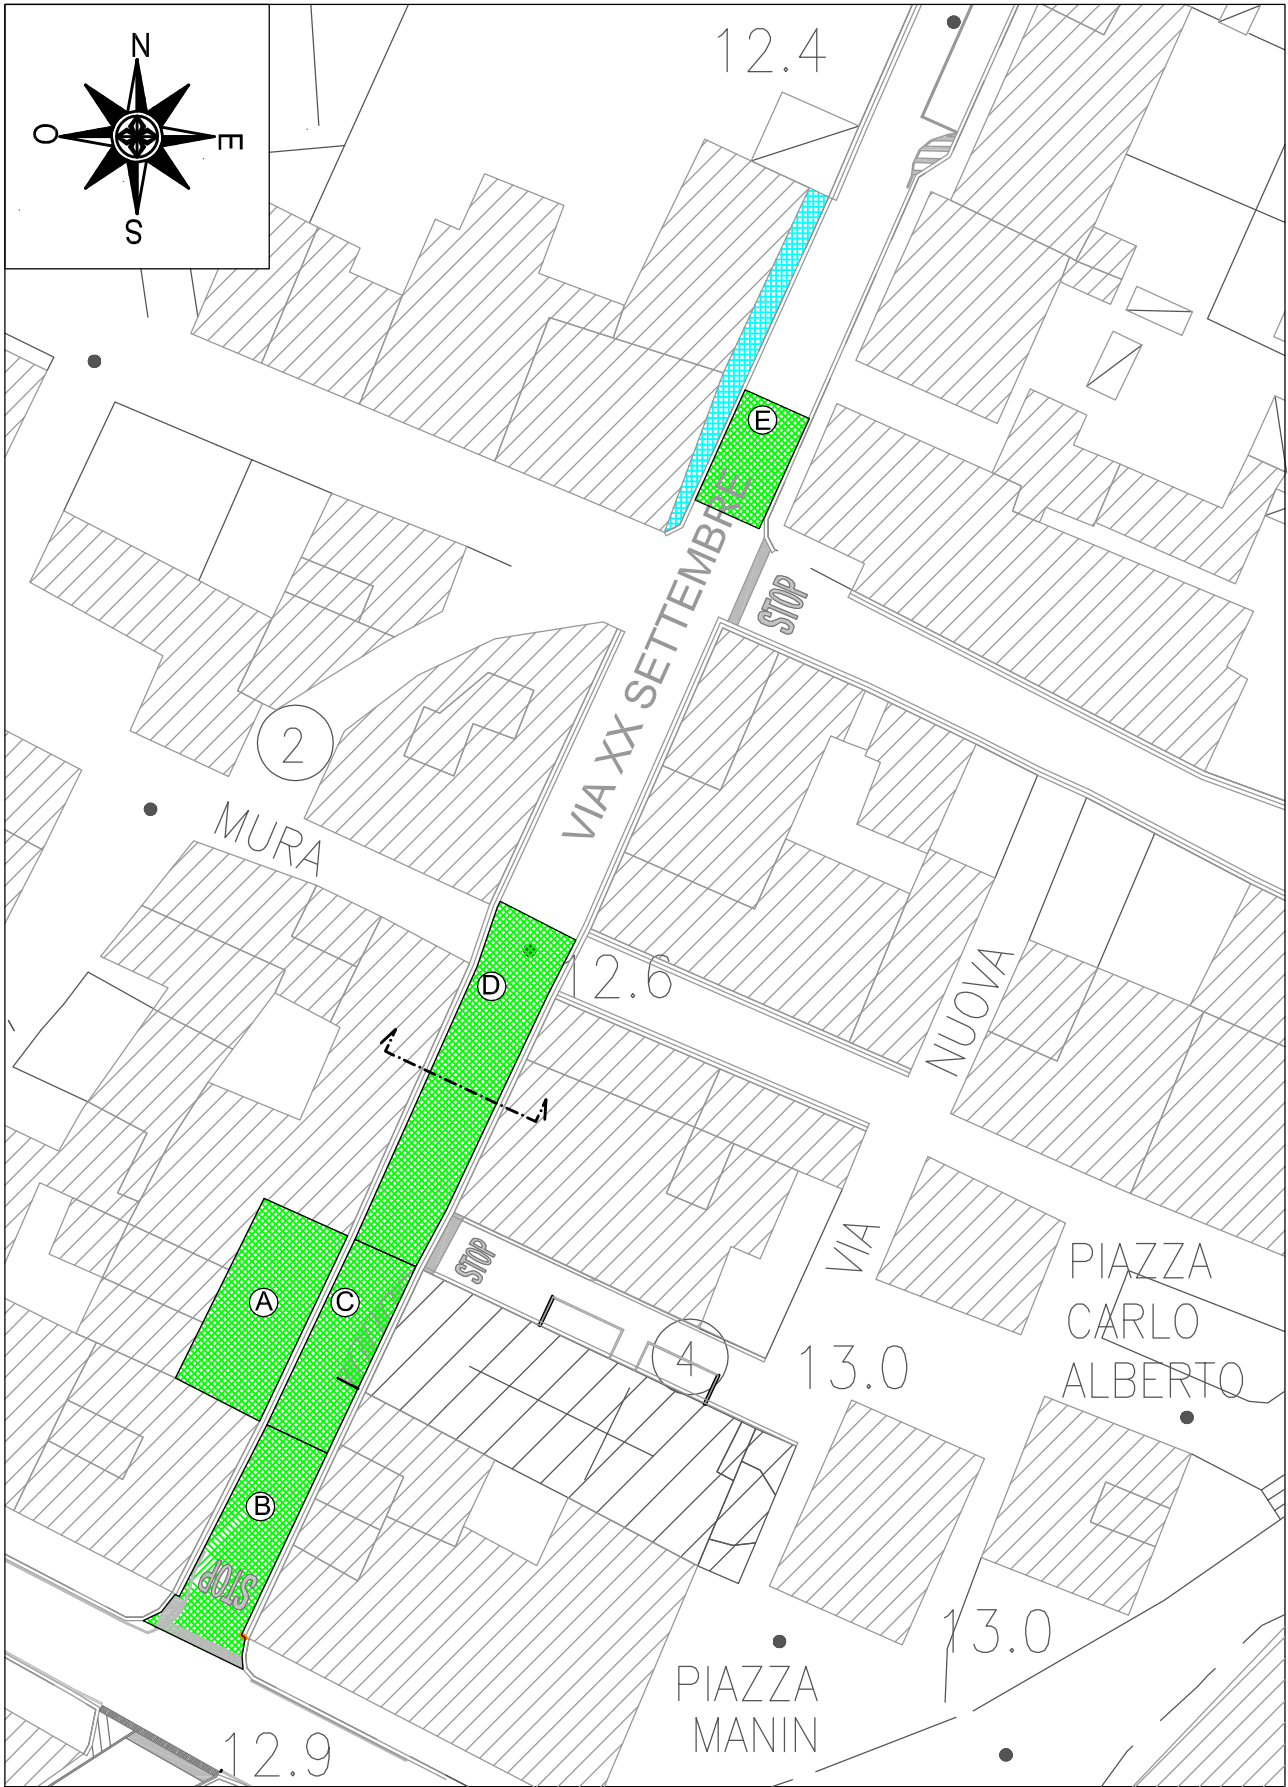 N
O
E
S
12.4
E
VIA XX SETTEMBRE
STOP
2
MURA
D
12.6
NUOVA
VIA
STOP
A
C
4
13.0
PIAZZA
CARLO
ALBERTO
B
STOP
13.0
PIAZZA
MANIN
12.9